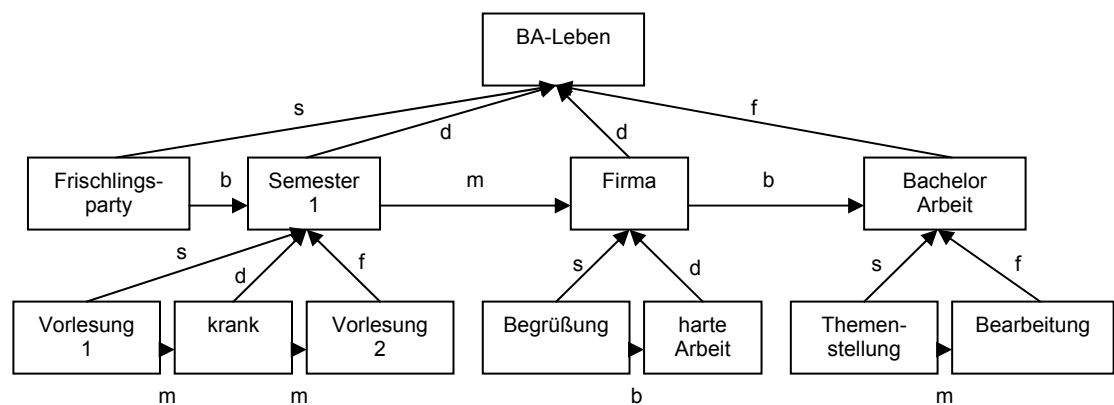 BA-Leben
s
d
d
f
Frischlings-
party
b
Semester
1
m
Firma
b
Bachelor
Arbeit
s
d
f
s
d
s
f
Vorlesung
1
krank
Vorlesung
2
Begrüßung
harte
Arbeit
Themen-
stellung
Bearbeitung
m
m
b
m